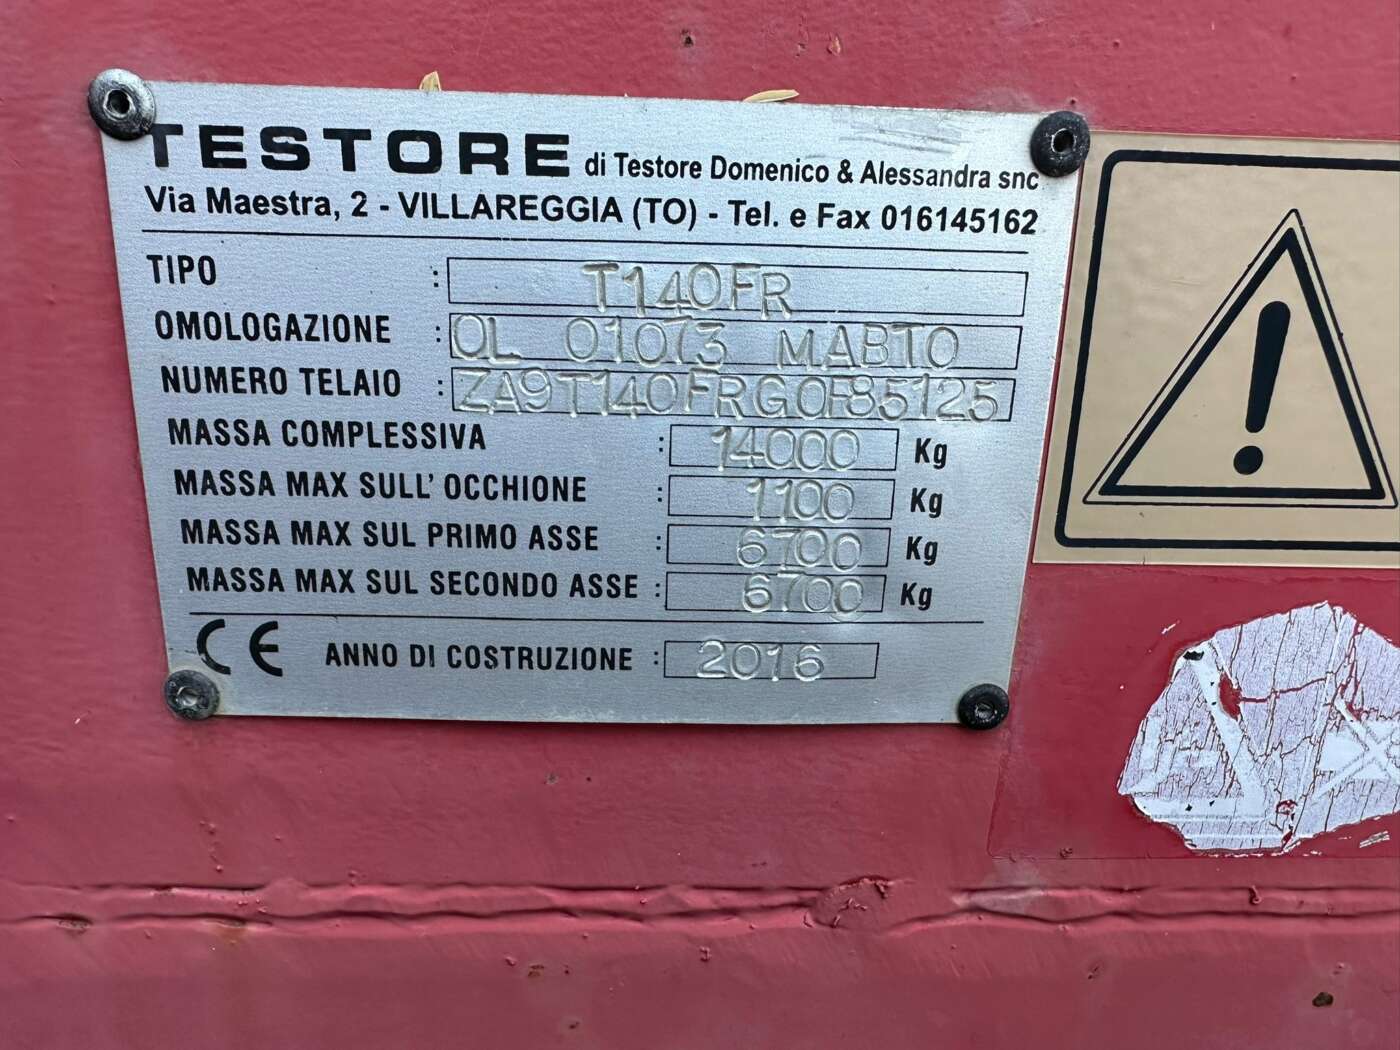 TESTORE di Testore Domenico & Alessandra snc
Via Maestra, 2 - VILLAREGGIA (TO) - Tel. e Fax 016145162
TIPO : T140FR
OMOLOGAZIONE : OL 01073 MABTO
NUMERO TELAIO : ZA9T140FRG0F85125
MASSA COMPLESSIVA : 14000 Kg
MASSA MAX SULL' OCCHIONE : 1100 Kg
MASSA MAX SUL PRIMO ASSE : 6700 Kg
MASSA MAX SUL SECONDO ASSE : 6700 Kg
CE ANNO DI COSTRUZIONE : 2016